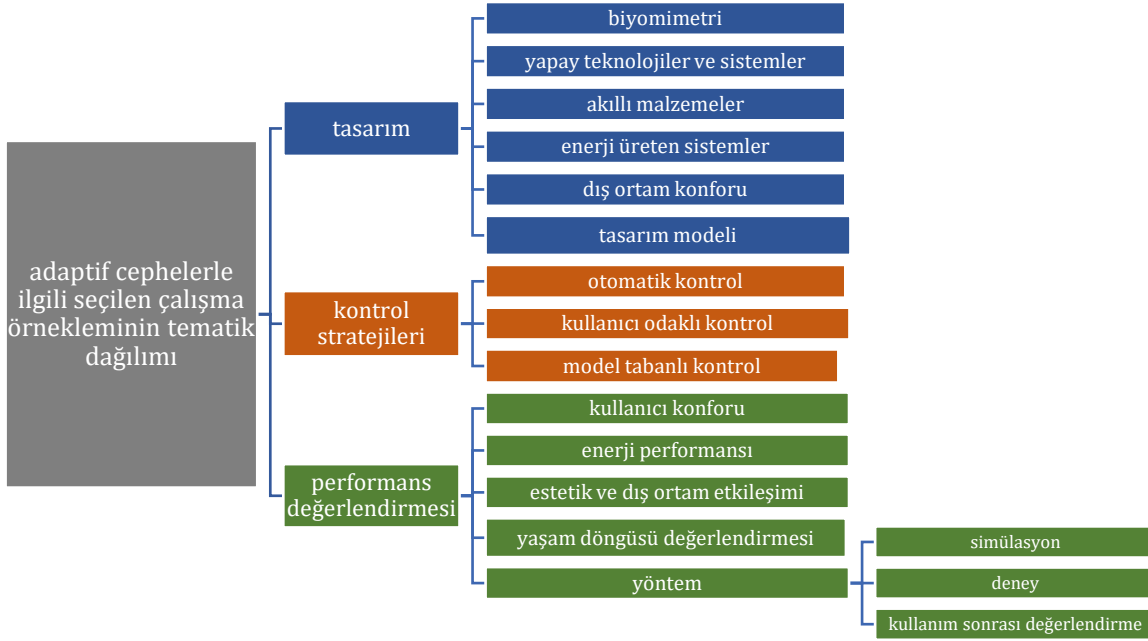 adaptif cephelerle
ilgili seçilen çalışma
örnekleminin tematik
dağılımı
tasarım
biyomimetri
yapay teknolojiler ve sistemler
akıllı malzemeler
enerji üreten sistemler
dış ortam konforu
tasarım modeli
kontrol
stratejileri
otomatik kontrol
kullanıcı odaklı kontrol
model tabanlı kontrol
performans
değerlendirmesi
kullanıcı konforu
enerji performansı
estetik ve dış ortam etkileşimi
yaşam döngüsü değerlendirmesi
yöntem
simülasyon
deney
kullanım sonrası değerlendirme